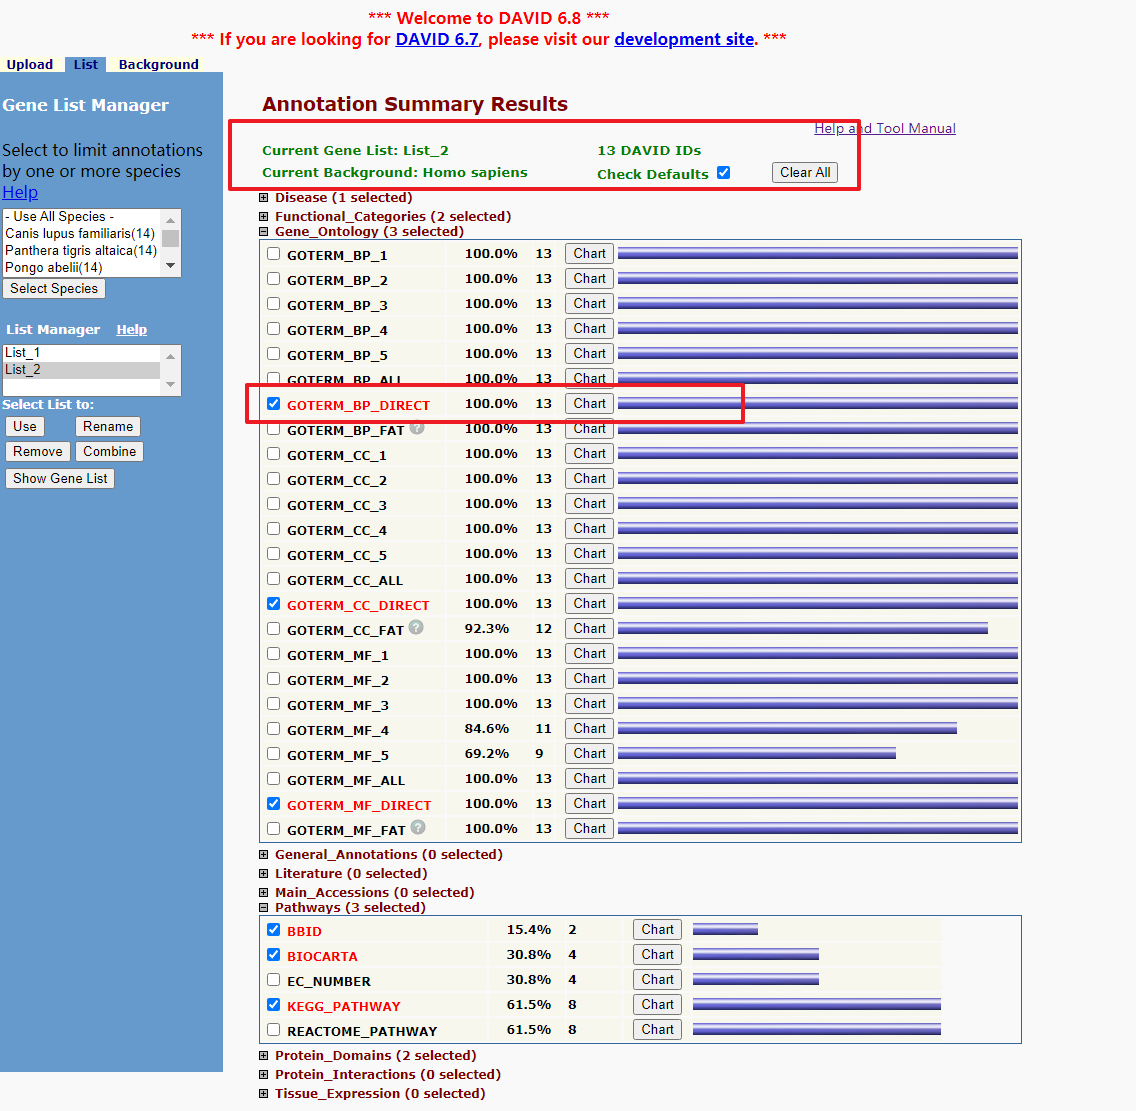 *** Welcome to DAVID 6.8 ***
*** If you are looking for DAVID 6.7, please visit our development site. ***
Upload List Background
Gene List Manager
Select to limit annotations
by one or more species
Help
- Use All Species -
Canis lupus familiaris(14)
Panthera tigris altaica(14)
Pongo abelii(14)
Select Species
List Manager Help
List_1
List_2
Select List to:
Use Rename
Remove Combine
Show Gene List
Annotation Summary Results
Help and Tool Manual
Current Gene List: List_2 13 DAVID IDs
Current Background: Homo sapiens Check Defaults Clear All
Disease (1 selected)
Functional_Categories (2 selected)
Gene_Ontology (3 selected)
GOTERM_BP_1 100.0% 13 Chart
GOTERM_BP_2 100.0% 13 Chart
GOTERM_BP_3 100.0% 13 Chart
GOTERM_BP_4 100.0% 13 Chart
GOTERM_BP_5 100.0% 13 Chart
GOTERM_BP_ALL 100.0% 13 Chart
GOTERM_BP_DIRECT 100.0% 13 Chart
GOTERM_BP_FAT ? 100.0% 13 Chart
GOTERM_CC_1 100.0% 13 Chart
GOTERM_CC_2 100.0% 13 Chart
GOTERM_CC_3 100.0% 13 Chart
GOTERM_CC_4 100.0% 13 Chart
GOTERM_CC_5 100.0% 13 Chart
GOTERM_CC_ALL 100.0% 13 Chart
GOTERM_CC_DIRECT 100.0% 13 Chart
GOTERM_CC_FAT ? 92.3% 12 Chart
GOTERM_MF_1 100.0% 13 Chart
GOTERM_MF_2 100.0% 13 Chart
GOTERM_MF_3 100.0% 13 Chart
GOTERM_MF_4 84.6% 11 Chart
GOTERM_MF_5 69.2% 9 Chart
GOTERM_MF_ALL 100.0% 13 Chart
GOTERM_MF_DIRECT 100.0% 13 Chart
GOTERM_MF_FAT ? 100.0% 13 Chart
General_Annotations (0 selected)
Literature (0 selected)
Main_Accessions (0 selected)
Pathways (3 selected)
BBID 15.4% 2 Chart
BIOCARTA 30.8% 4 Chart
EC_NUMBER 30.8% 4 Chart
KEGG_PATHWAY 61.5% 8 Chart
REACTOME_PATHWAY 61.5% 8 Chart
Protein_Domains (2 selected)
Protein_Interactions (0 selected)
Tissue_Expression (0 selected)